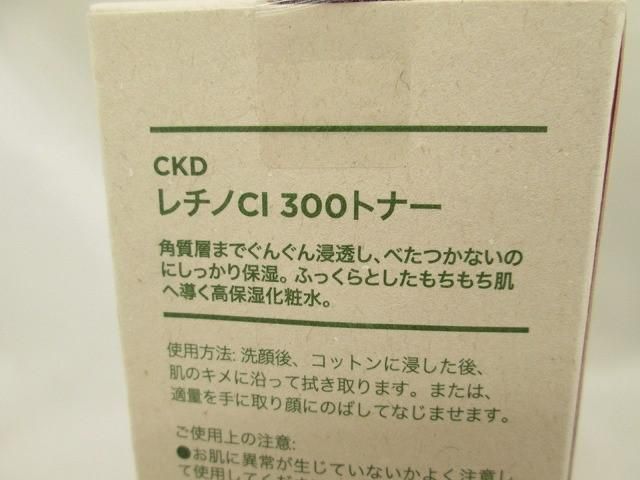 CKD
レチノCI 300トナー
角質層までぐんぐん浸透し、べたつかないの
にしっかり保湿。ふっくらとしたもちもち肌
へ導く高保湿化粧水。
使用方法: 洗顔後、コットンに浸した後、
肌のキメに沿って拭き取ります。または、
適量を手に取り顔にのばしてなじませます。
ご使用上の注意:
●お肌に異常が生じていないかよく注意し
て使用してくだ